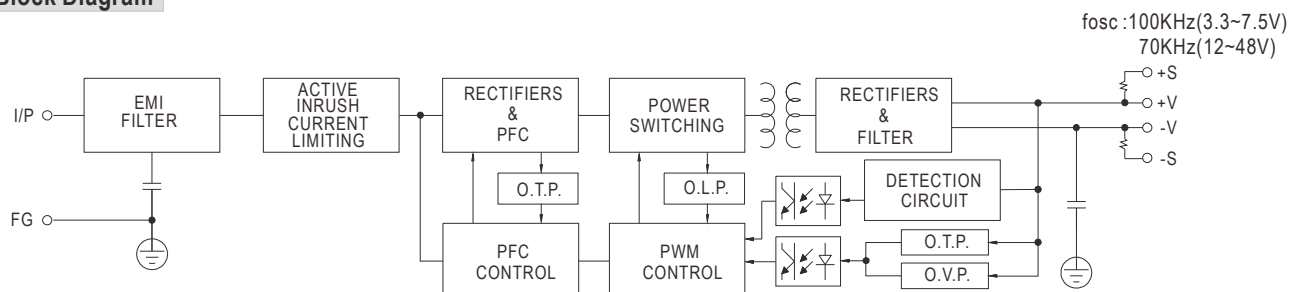 Block Diagram
fosc :100KHz(3.3~7.5V)
70KHz(12~48V)
I/P
EMI
FILTER
ACTIVE
INRUSH
CURRENT
LIMITING
RECTIFIERS
&
PFC
POWER
SWITCHING
RECTIFIERS
&
FILTER
+S
+V
-V
-S
O.T.P.
O.L.P.
DETECTION
CIRCUIT
FG
PFC
CONTROL
PWM
CONTROL
O.T.P.
O.V.P.